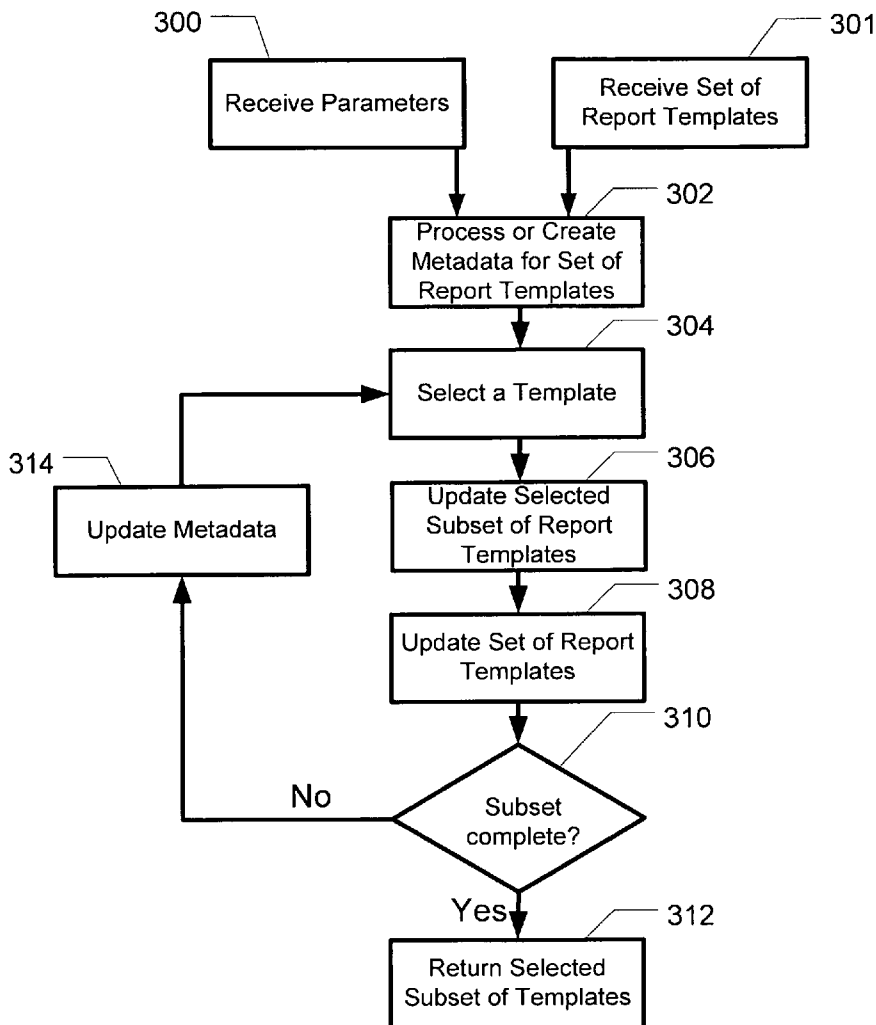 300
301
Receive Parameters
Receive Set of
Report Templates
302
Process or Create
Metadata for Set of
Report Templates
304
Select a Template
314
306
Update Metadata
Update Selected
Subset of Report
Templates
308
Update Set of Report
Templates
310
No
Subset
complete?
Yes
312
Return Selected
Subset of Templates